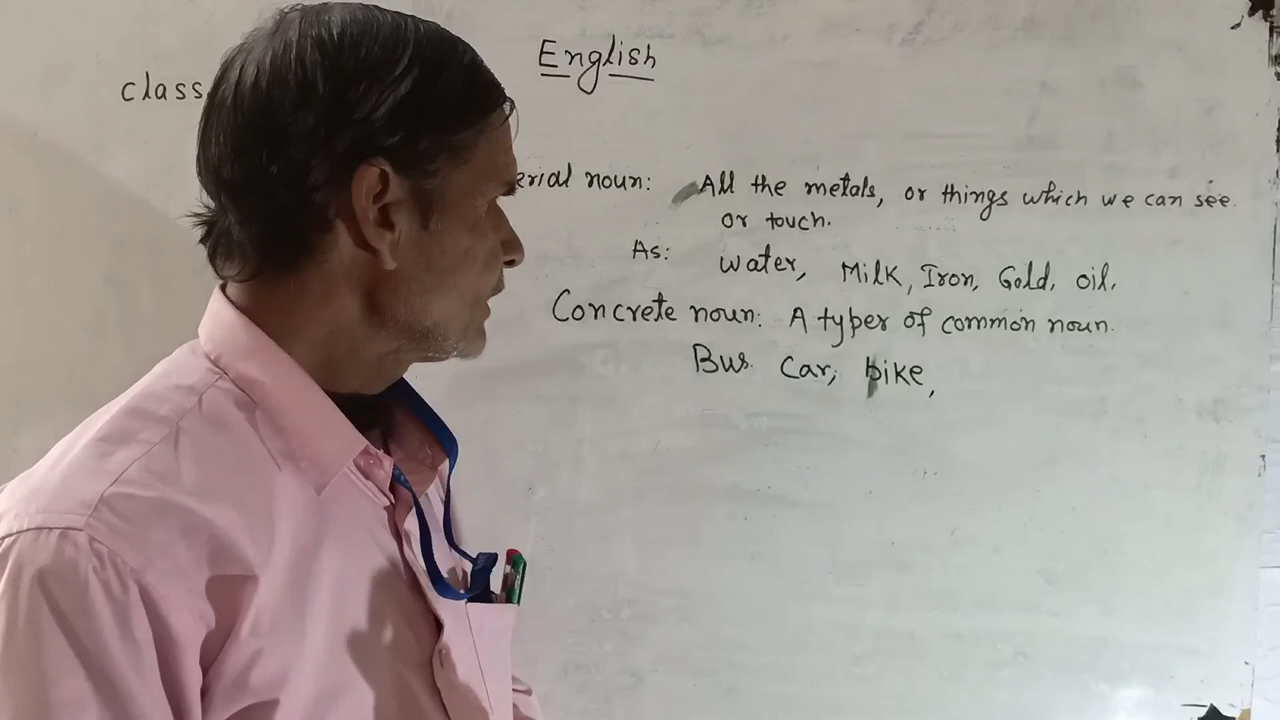 English
class
erial noun: All the metals, or things which we can see.
or touch.
As: water, Milk, Iron, Gold, oil,
Concrete noun: A typer of common noun.
Bus. Car, bike,